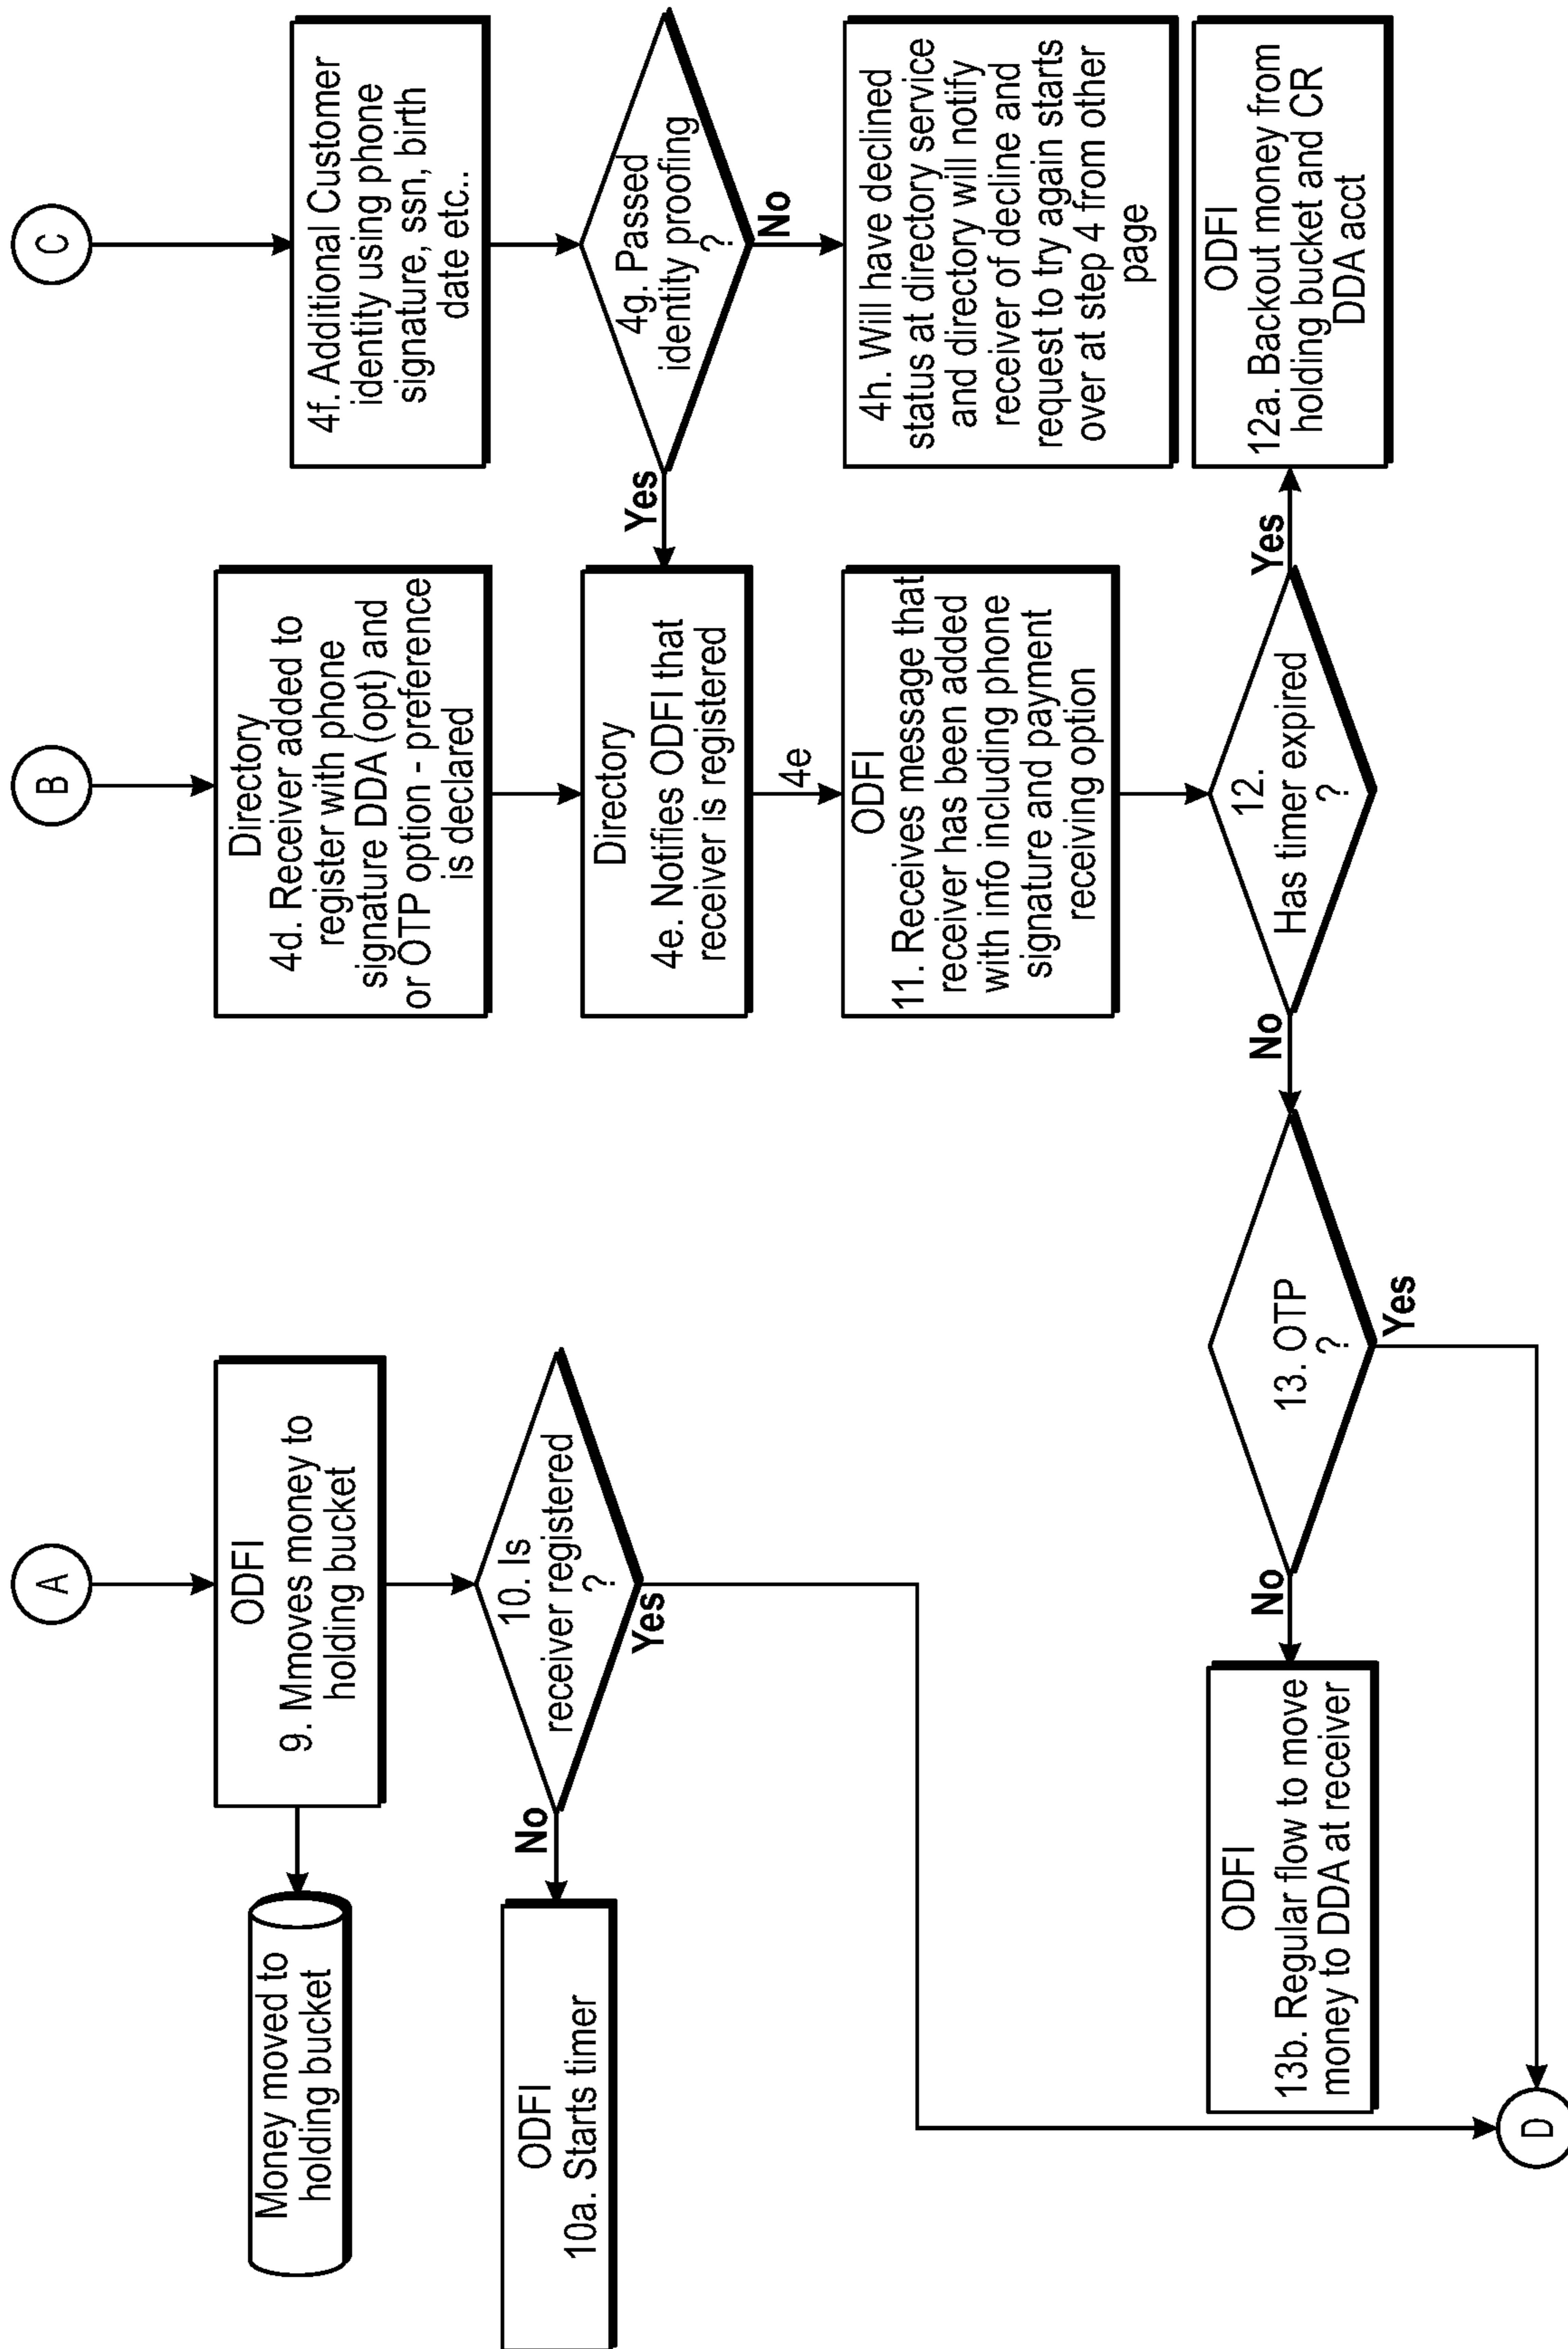 A
ODFI
9. Mmoves money to
holding bucket
Money moved to
holding bucket
10. Is
receiver registered
?
No
Yes
ODFI
10a. Starts timer
B
Directory
4d. Receiver added to
register with phone
signature DDA (opt) and
or OTP option - preference
is declared
Directory
4e. Notifies ODFI that
receiver is registered
4e
ODFI
11. Receives message that
receiver has been added
with info including phone
signature and payment
receiving option
12.
Has timer expired
?
No
Yes
13. OTP
?
No
Yes
ODFI
13b. Regular flow to move
money to DDA at receiver
D
C
4f. Additional Customer
identity using phone
signature, ssn, birth
date etc..
4g. Passed
identity proofing
?
Yes
No
4h. Will have declined
status at directory service
and directory will notify
receiver of decline and
request to try again starts
over at step 4 from other
page
ODFI
12a. Backout money from
holding bucket and CR
DDA acct